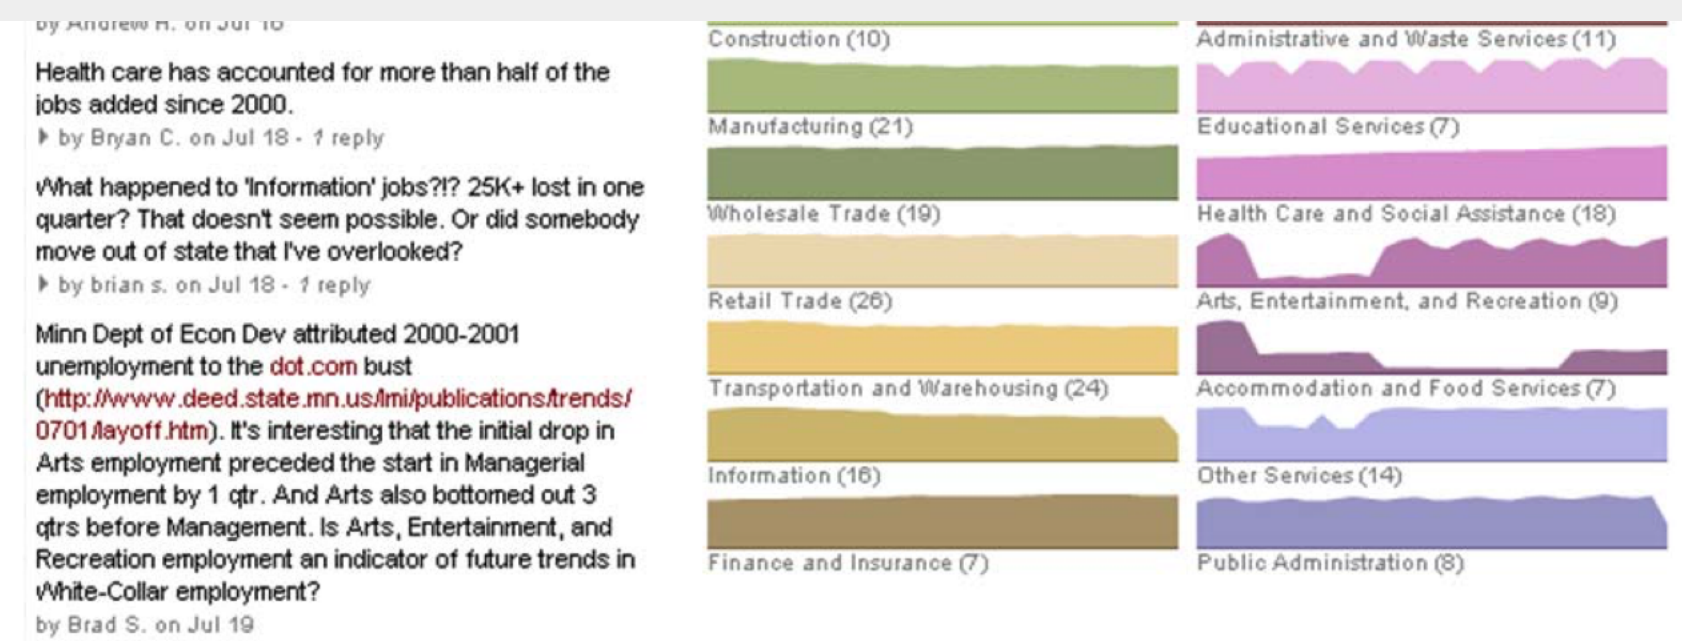 by Andrew H. on Jul 16
Health care has accounted for more than half of the
jobs added since 2000.
by Bryan C. on Jul 18 - 1 reply
What happened to 'Information' jobs?!? 25K+ lost in one
quarter? That doesn't seem possible. Or did somebody
move out of state that I've overlooked?
by brian s. on Jul 18 - 1 reply
Minn Dept of Econ Dev attributed 2000-2001
unemployment to the dot.com bust
(http://www.deed.state.mn.us/lmi/publications/trends/
0701/layoff.htm). It's interesting that the initial drop in
Arts employment preceded the start in Managerial
employment by 1 qtr. And Arts also bottomed out 3
qtrs before Management. Is Arts, Entertainment, and
Recreation employment an indicator of future trends in
White-Collar employment?
by Brad S. on Jul 19
Construction (10)
Manufacturing (21)
Wholesale Trade (19)
Retail Trade (26)
Transportation and Warehousing (24)
Information (16)
Finance and Insurance (7)
Administrative and Waste Services (11)
Educational Services (7)
Health Care and Social Assistance (18)
Arts, Entertainment, and Recreation (9)
Accommodation and Food Services (7)
Other Services (14)
Public Administration (8)